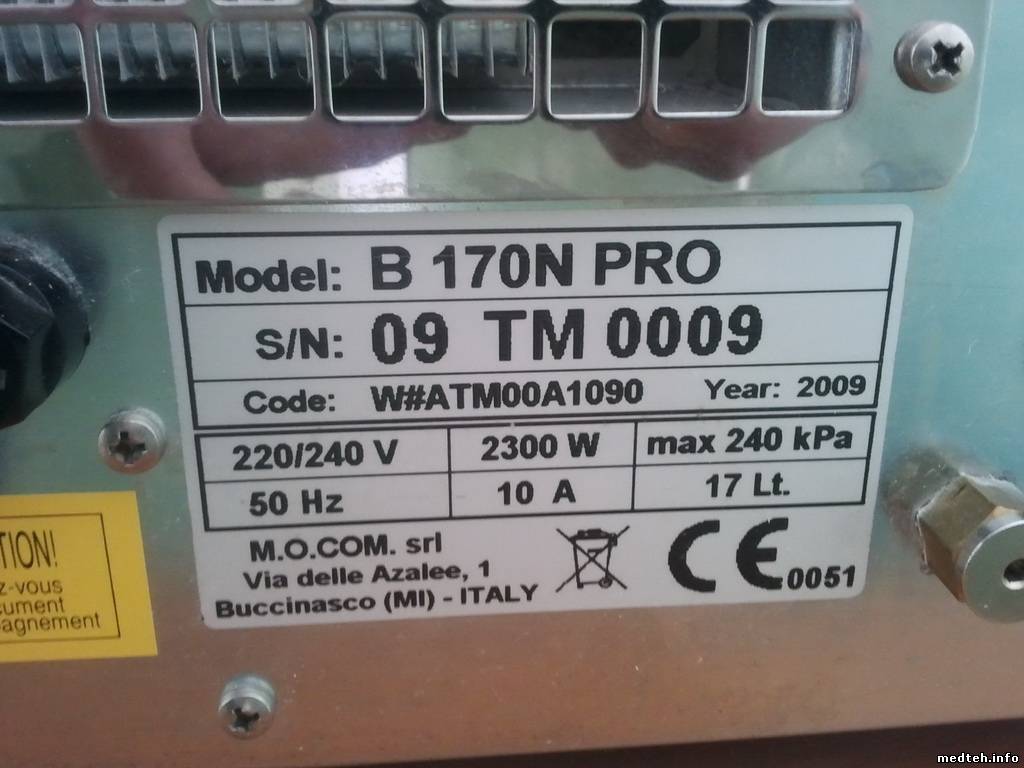 Model: B 170N PRO
S/N: 09 TM 0009
Code: W#ATM00A1090 Year: 2009
220/240 V 2300 W max 240 kPa
50 Hz 10 A 17 Lt.
M.O.COM. srl
Via delle Azalee, 1
Buccinasco (MI) - ITALY
CE 0051
TION!
z-vous
cument
agnement
medteh.info